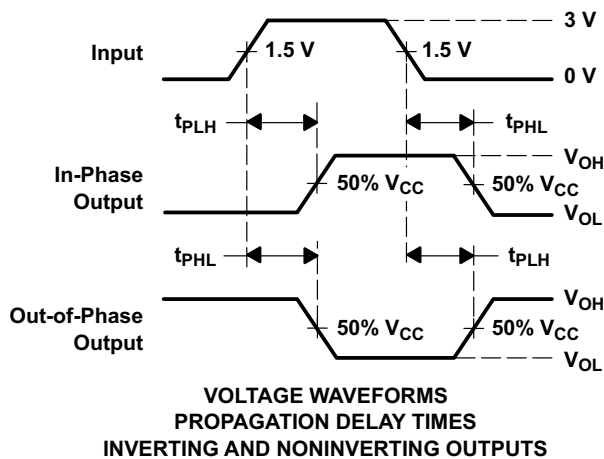 3 V
Input
1.5 V
1.5 V
0 V
tPLH
tPHL
VOH
In-Phase
Output
50% VCC
50% VCC
VOL
tPHL
tPLH
VOH
Out-of-Phase
Output
50% VCC
50% VCC
VOL
VOLTAGE WAVEFORMS
PROPAGATION DELAY TIMES
INVERTING AND NONINVERTING OUTPUTS